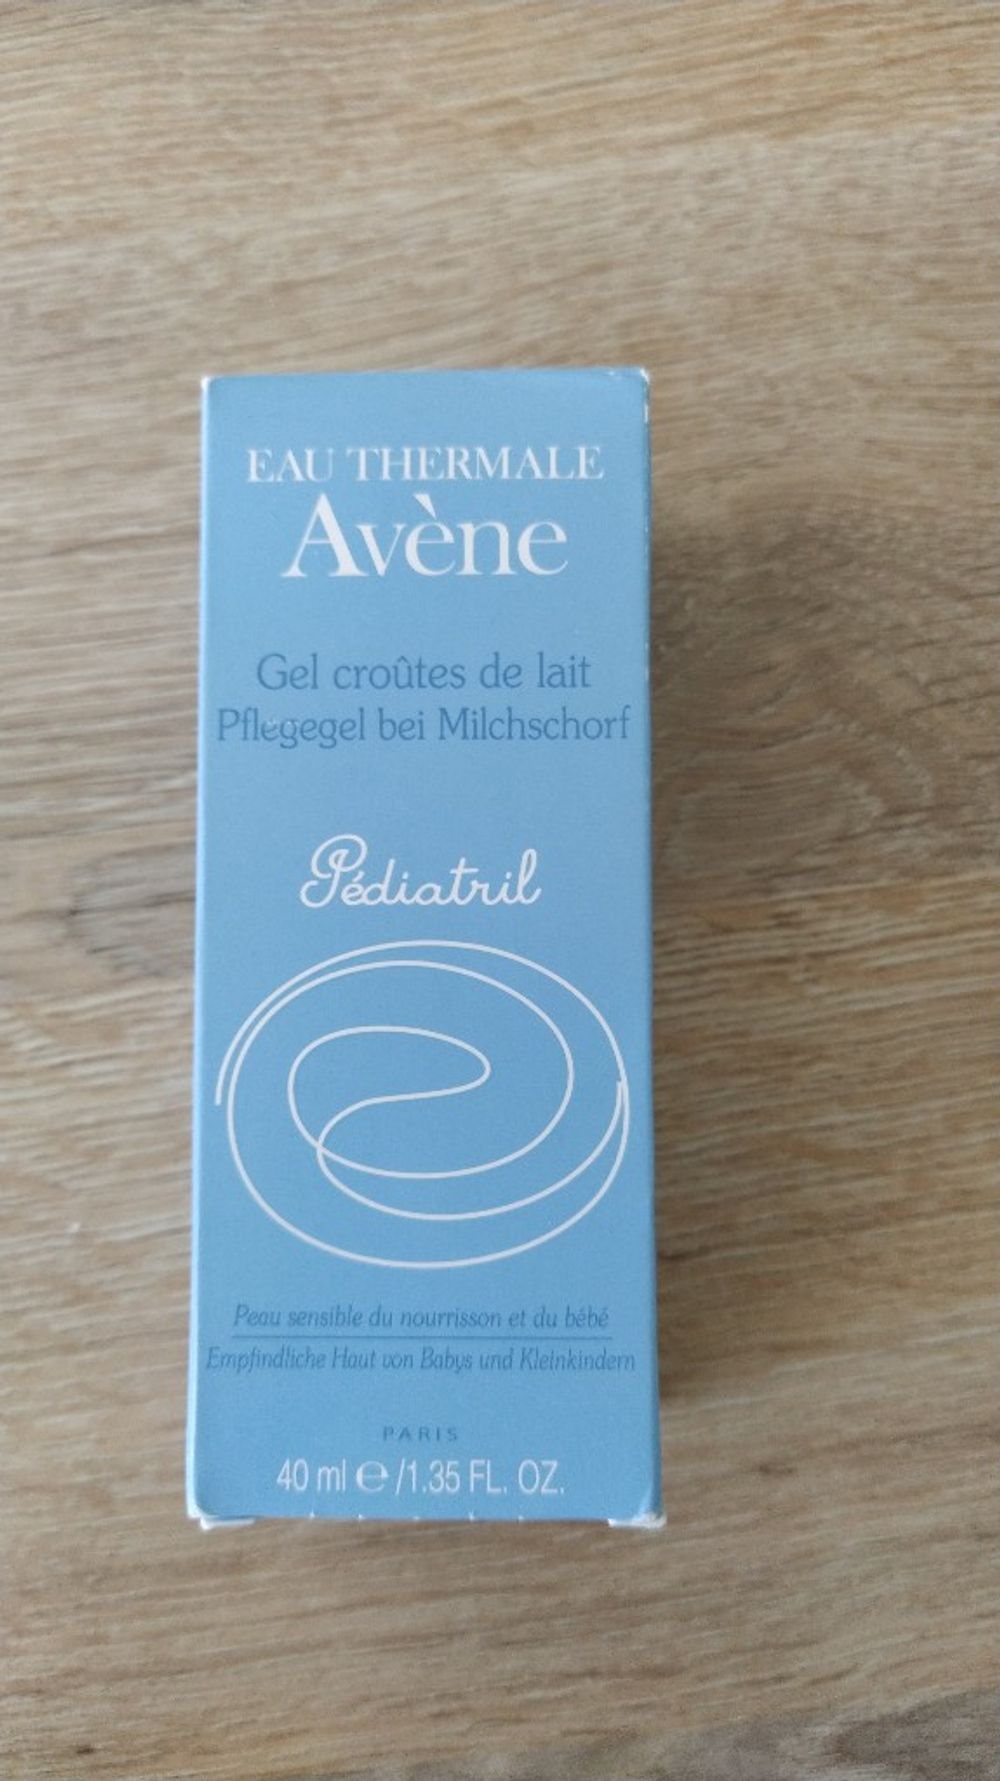 EAU THERMALE
Avène
Gel croûtes de lait
Pflegegel bei Milchschorf
Pédiatril
Peau sensible du nourrisson et du bébé
Empfindliche Haut von Babys und Kleinkindern
PARIS
40 ml ℮ /1.35 FL. OZ.